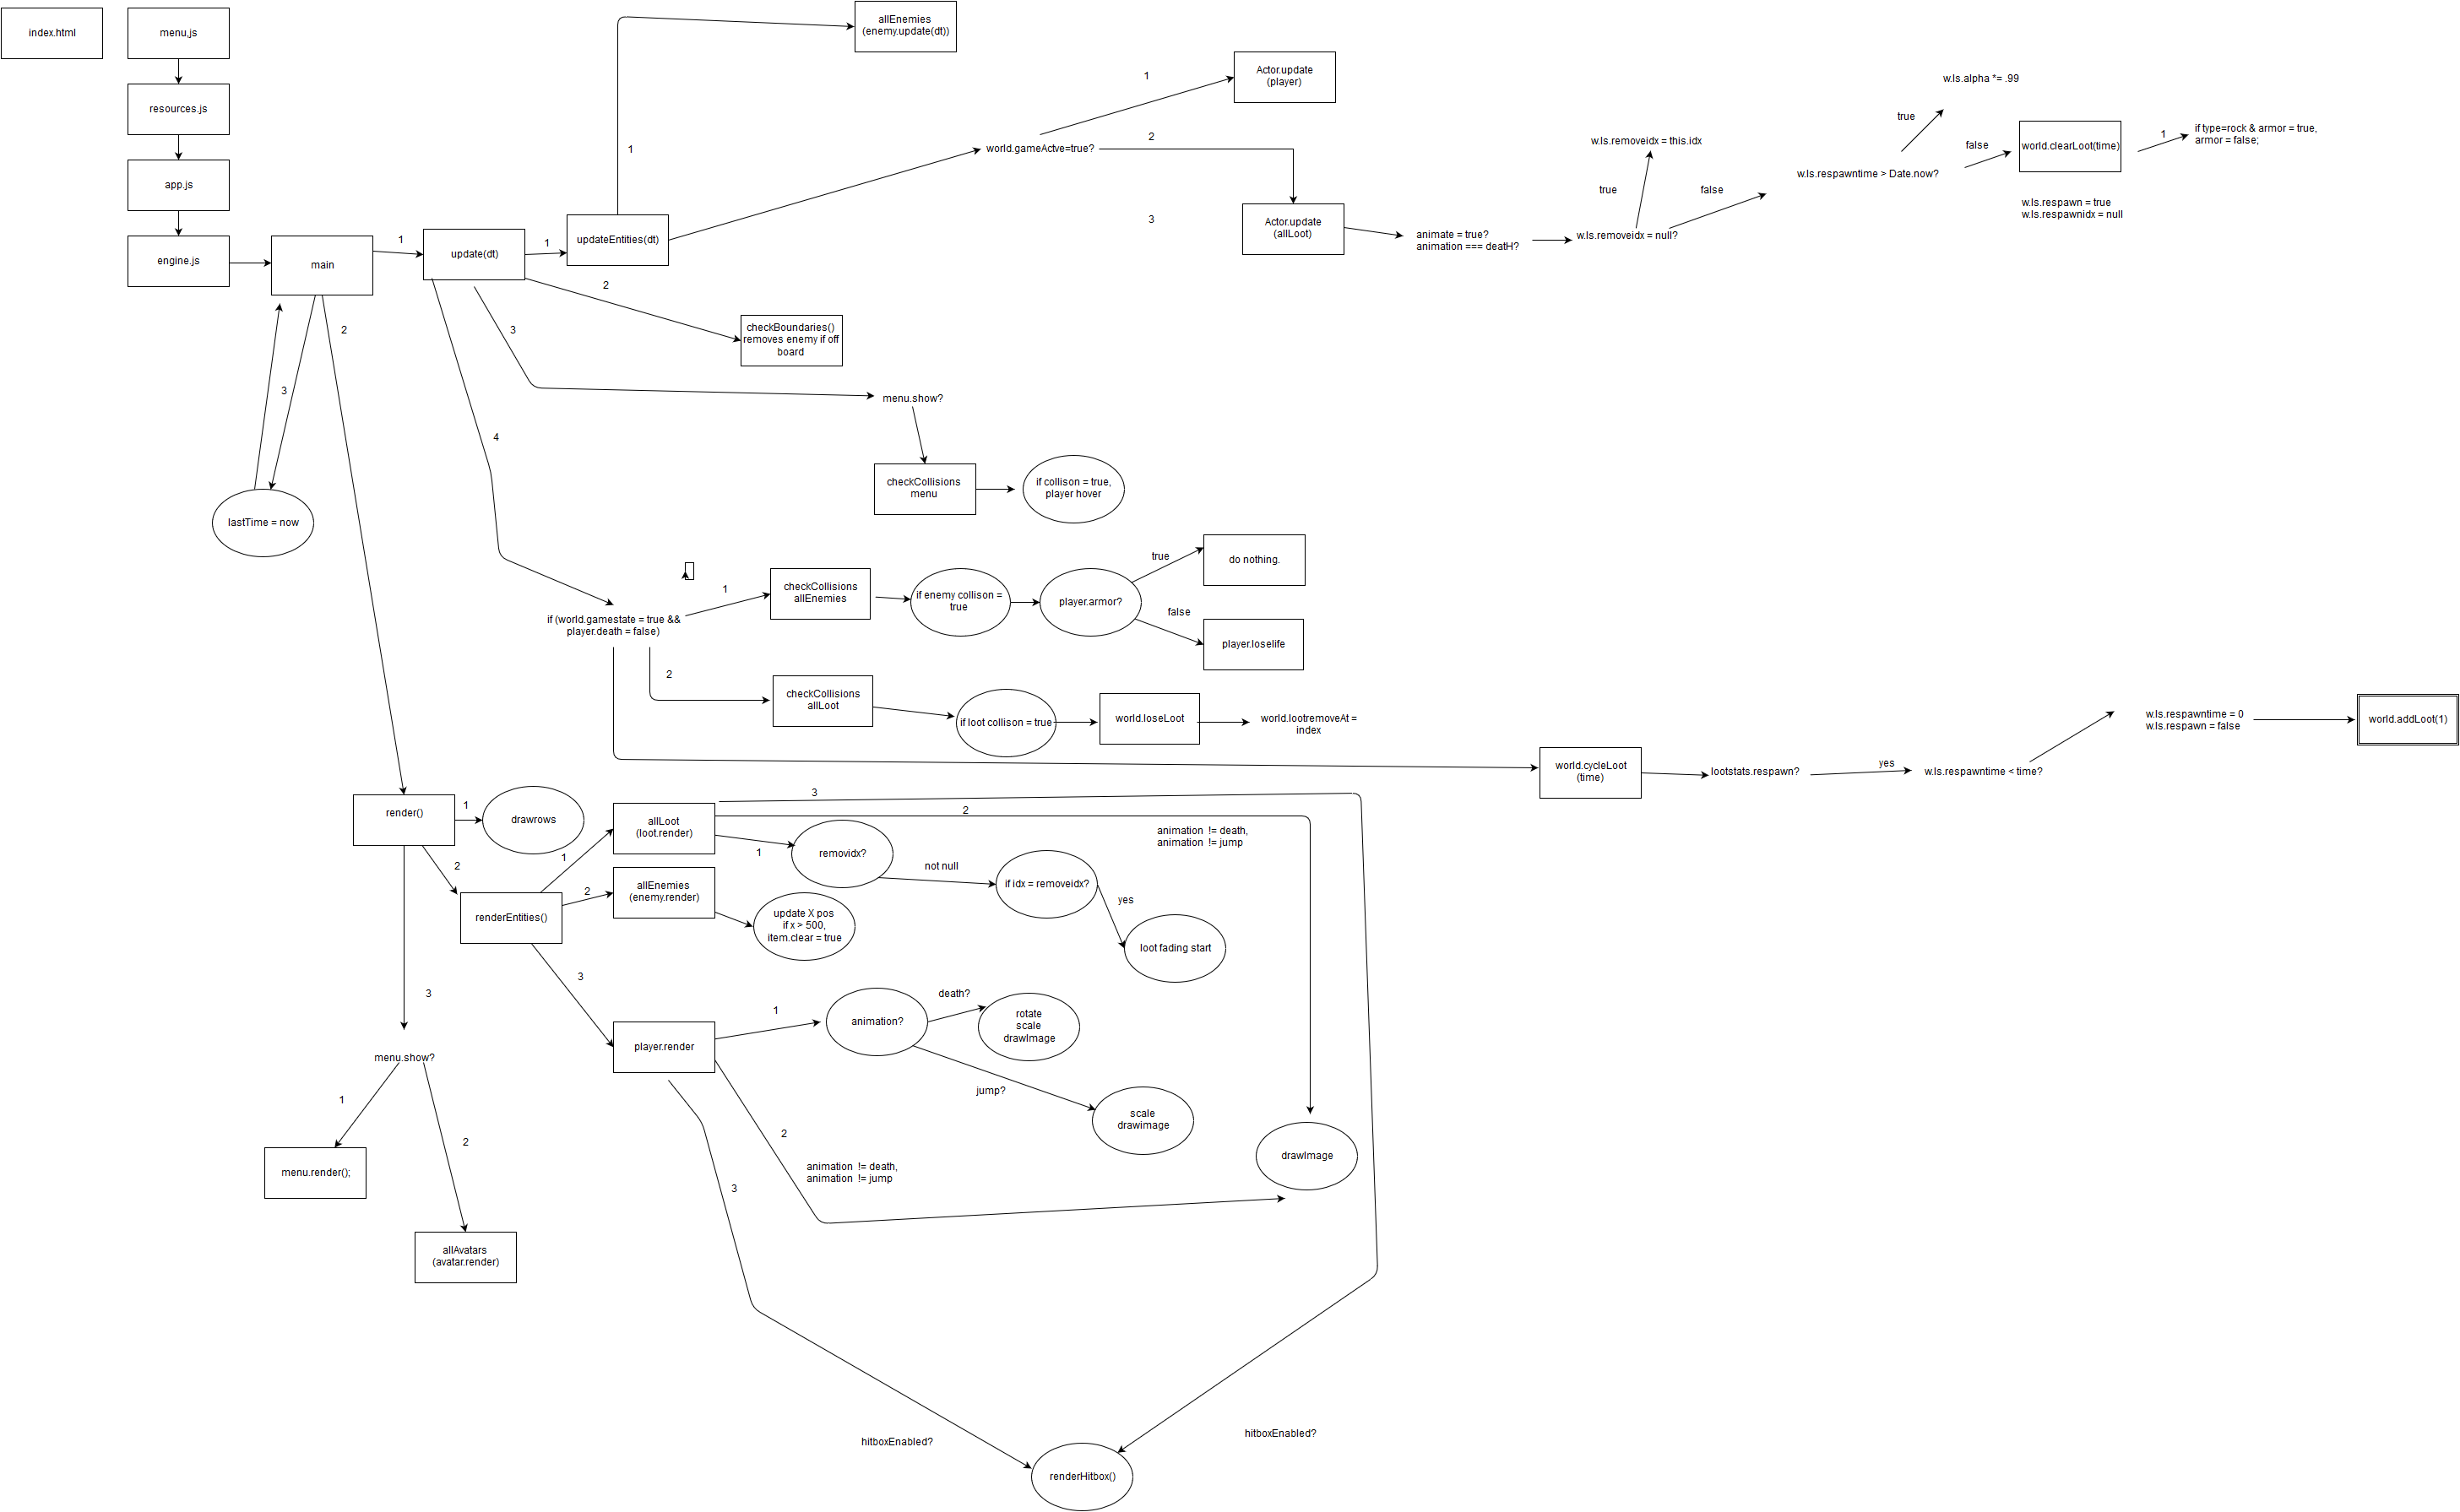 index.html
menu,js
resources.js
app.js
engine.js
main
1
update(dt)
1
updateEntities(dt)
1
allEnemies
(enemy.update(dt))
world.gameActve=true?
1
Actor.update
(player)
2
3
Actor.update
(allLoot)
animate = true?
animation === deatH?
w.ls.removeidx = null?
true
w.ls.removeidx = this.idx
false
w.ls.respawntime > Date.now?
true
w.ls.alpha *= .99
false
world.clearLoot(time)
w.ls.respawn = true
w.ls.respawnidx = null
1
if type=rock & armor = true,
armor = false;
2
checkBoundaries()
removes enemy if off
board
3
menu.show?
checkCollisions
menu
if collison = true,
player hover
4
if (world.gamestate = true &&
player.death = false)
1
checkCollisions
allEnemies
if enemy collison =
true
player.armor?
true
do nothing.
false
player.loselife
2
checkCollisions
allLoot
if loot collison = true
world.loseLoot
world.lootremoveAt =
index
world.cycleLoot
(time)
lootstats.respawn?
yes
w.ls.respawntime < time?
w.ls.respawntime = 0
w.ls.respawn = false
world.addLoot(1)
3
lastTime = now
2
render()
1
drawrows
2
renderEntities()
1
allLoot
(loot.render)
1
removidx?
not null
if idx = removeidx?
yes
loot fading start
2
animation != death,
animation != jump
3
2
allEnemies
(enemy.render)
update X pos
if x > 500,
item.clear = true
3
player.render
1
animation?
death?
rotate
scale
drawImage
jump?
scale
drawimage
2
animation != death,
animation != jump
drawImage
3
hitboxEnabled?
hitboxEnabled?
renderHitbox()
3
menu.show?
1
menu.render();
2
allAvatars
(avatar.render)